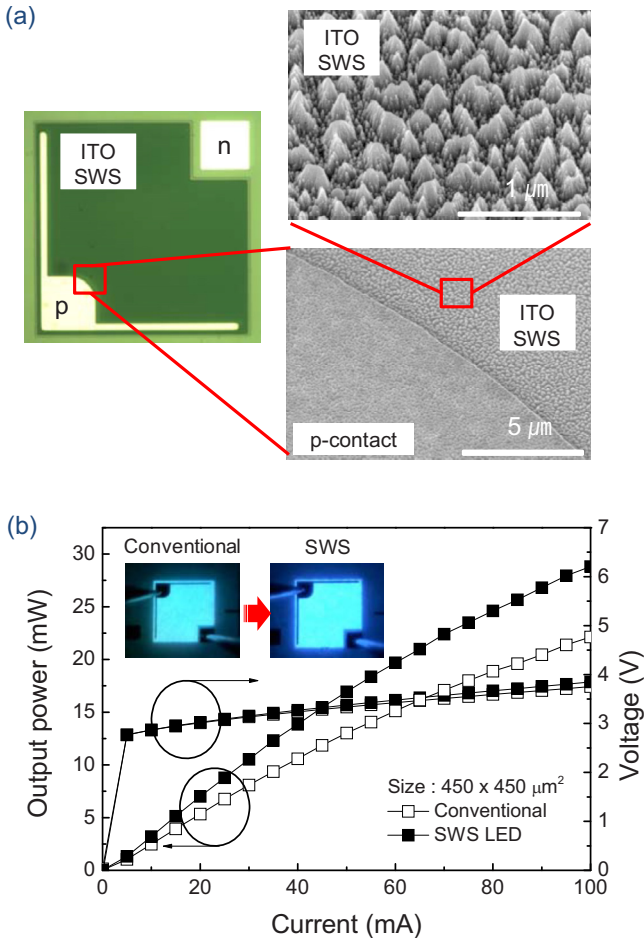 (a)
ITO
SWS
n
p
ITO
SWS
1 μm
ITO
SWS
p-contact
5 μm
(b)
Conventional
SWS
Size : 450 x 450 μm²
Conventional
SWS LED
Output power (mW)
30
25
20
15
10
5
0
Voltage (V)
7
6
5
4
3
2
1
0
0
20
40
60
80
100
Current (mA)